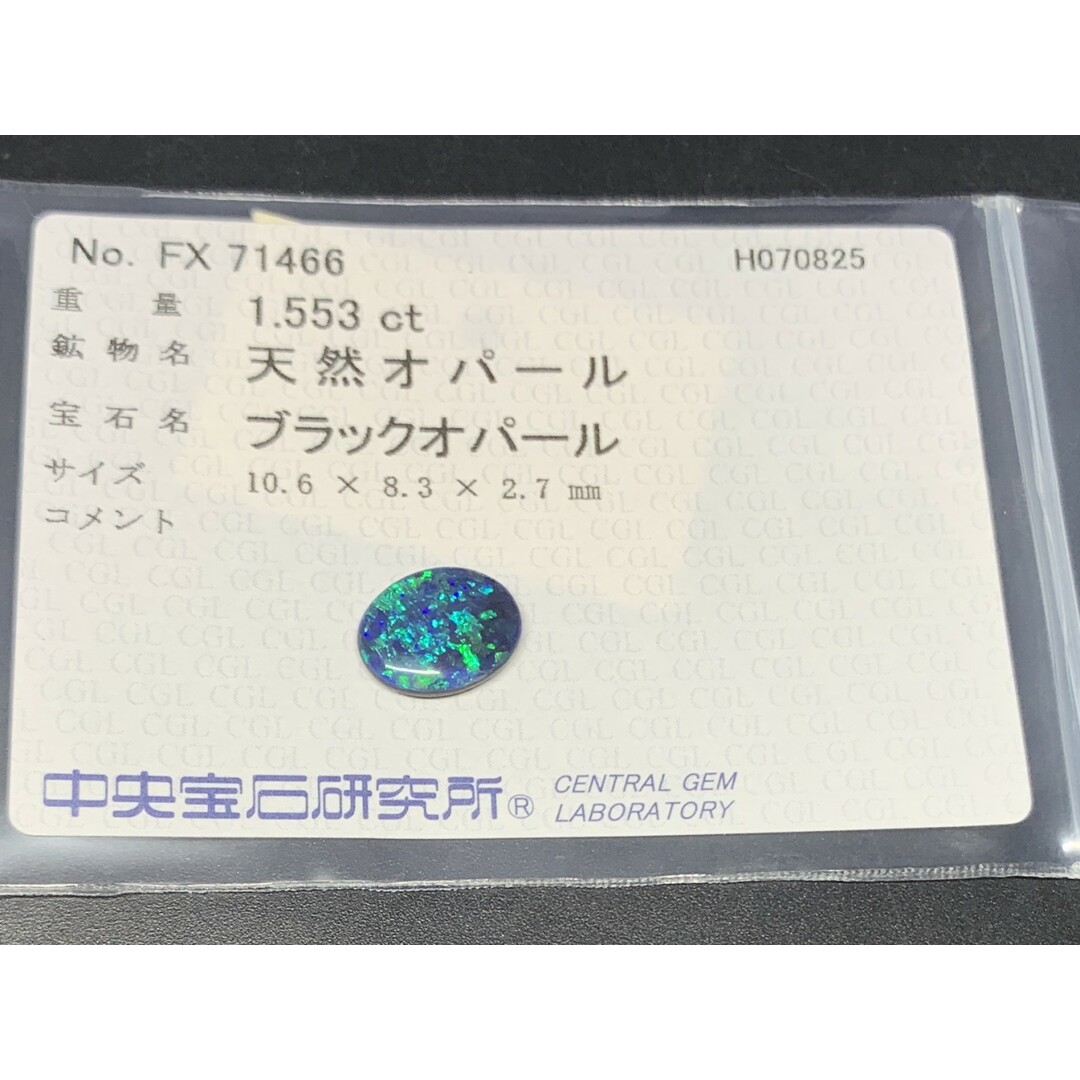 No. FX 71466 H070825
重量 1.553 ct
鉱物名 天然オパール
宝石名 ブラックオパール
サイズ 10.6 × 8.3 × 2.7 ㎜
コメント
中央宝石研究所® CENTRAL GEM
LABORATORY